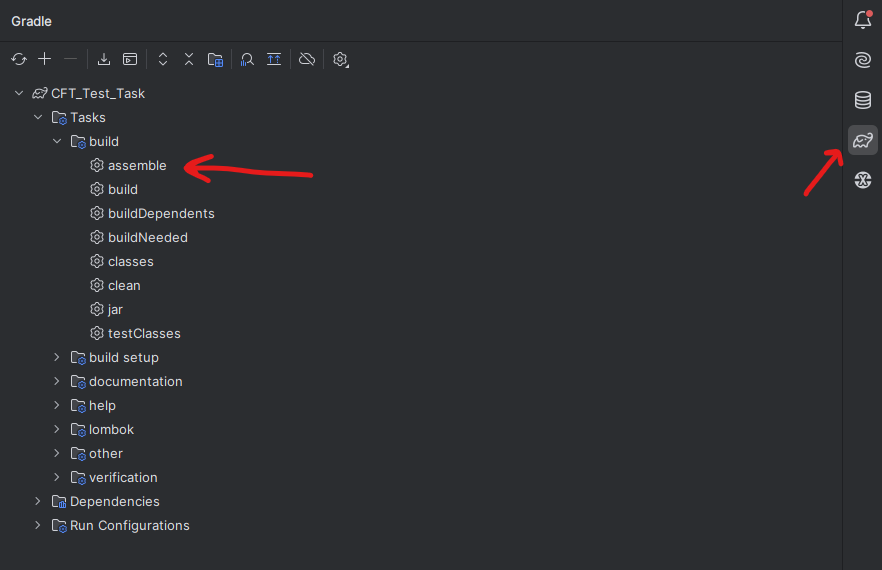 Gradle
CFT_Test_Task
Tasks
build
assemble
build
buildDependents
buildNeeded
classes
clean
jar
testClasses
build setup
documentation
help
lombok
other
verification
Dependencies
Run Configurations